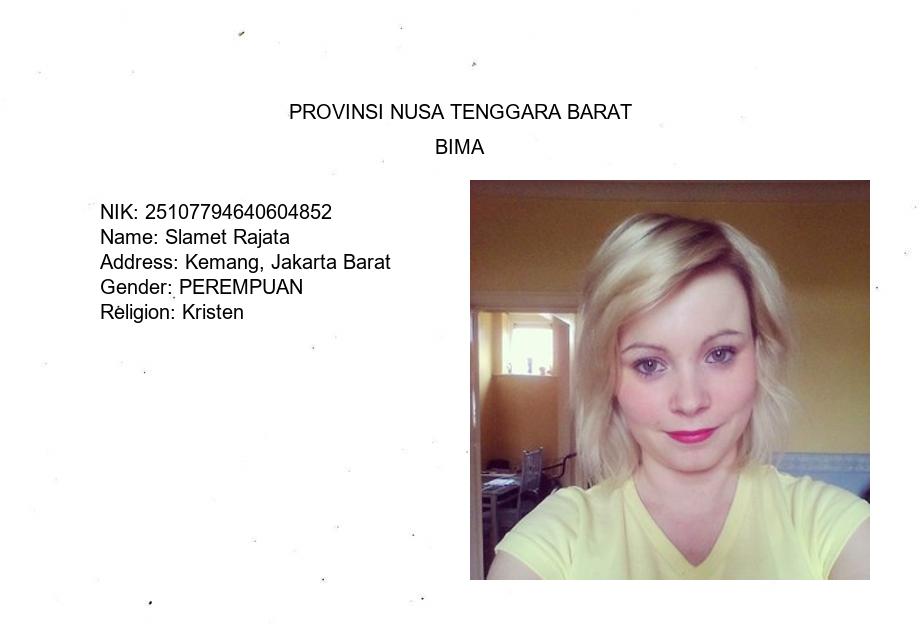 PROVINSI NUSA TENGGARA BARAT
BIMA
NIK: 25107794640604852
Name: Slamet Rajata
Address: Kemang, Jakarta Barat
Gender: PEREMPUAN
Religion: Kristen